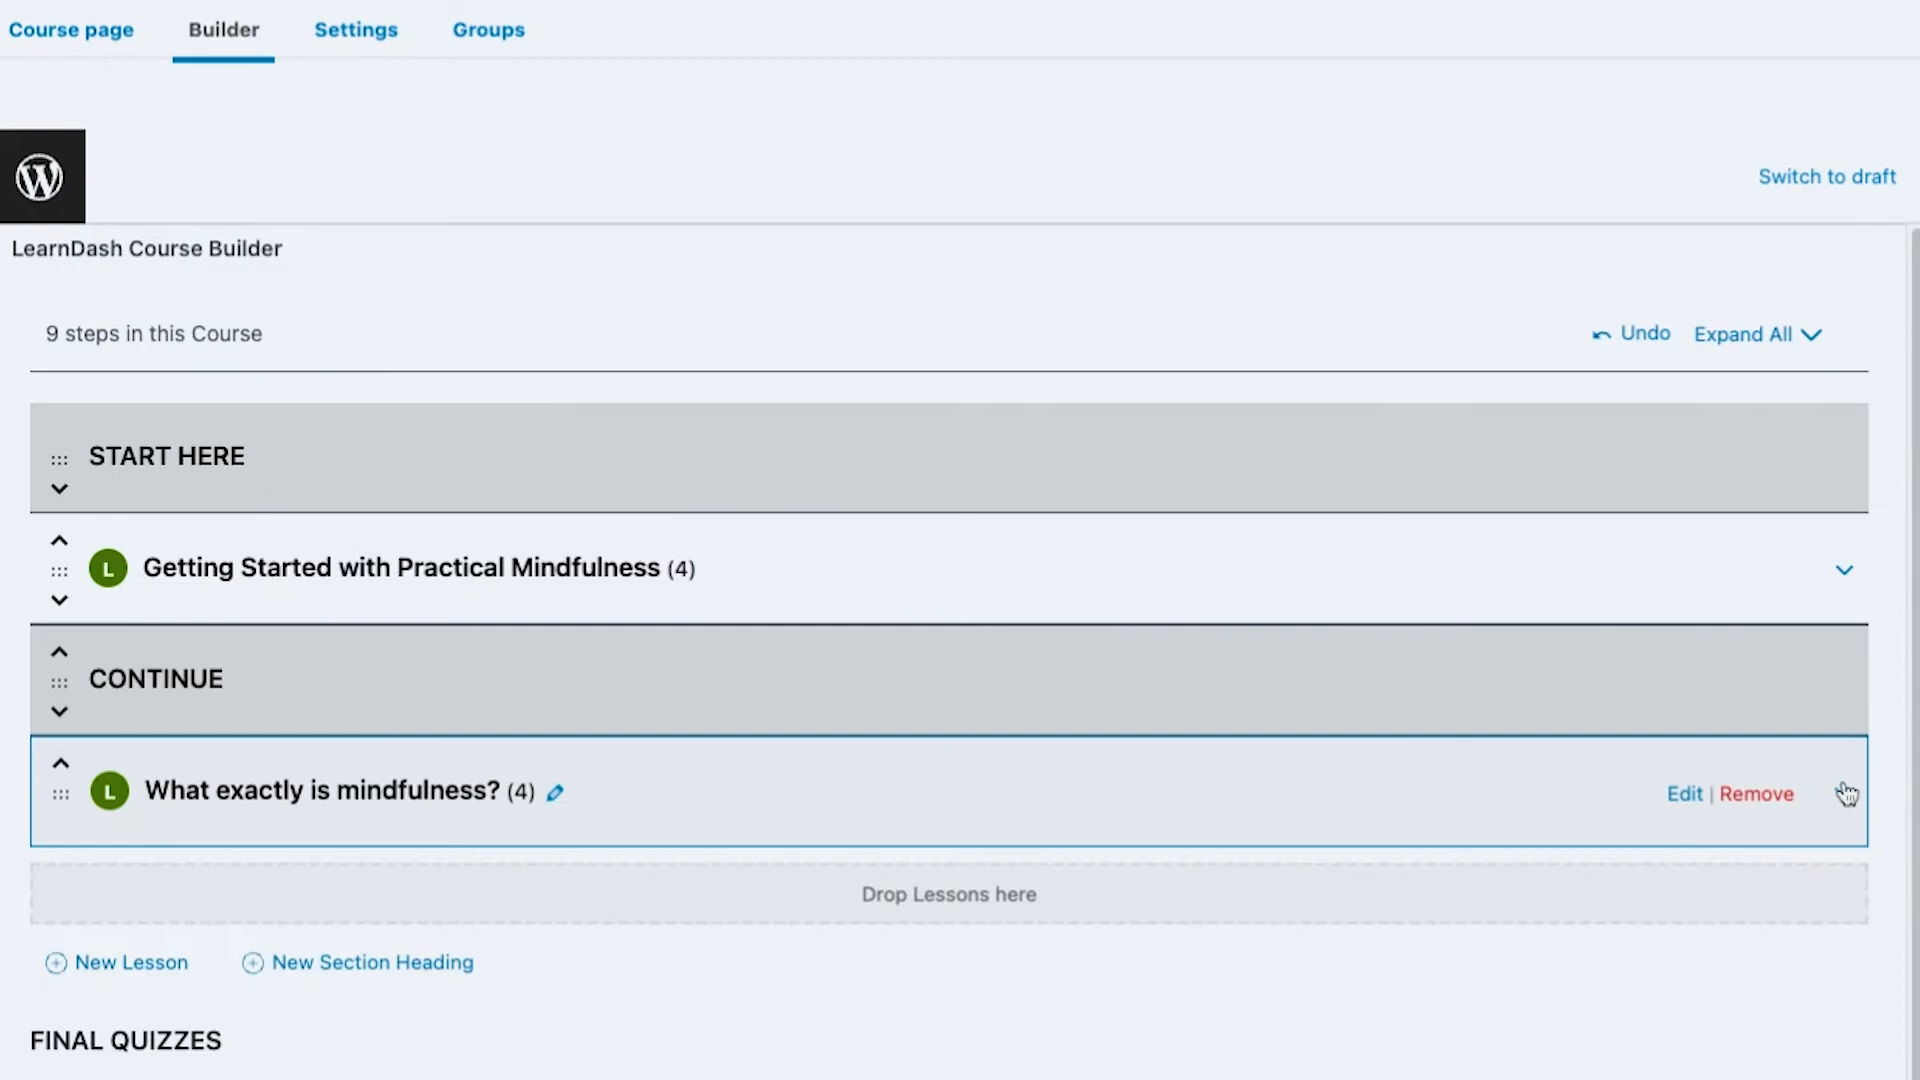 Course page Builder Settings Groups
Switch to draft
LearnDash Course Builder
9 steps in this Course Undo Expand All
START HERE
L Getting Started with Practical Mindfulness (4)
CONTINUE
L What exactly is mindfulness? (4) Edit | Remove
Drop Lessons here
New Lesson New Section Heading
FINAL QUIZZES